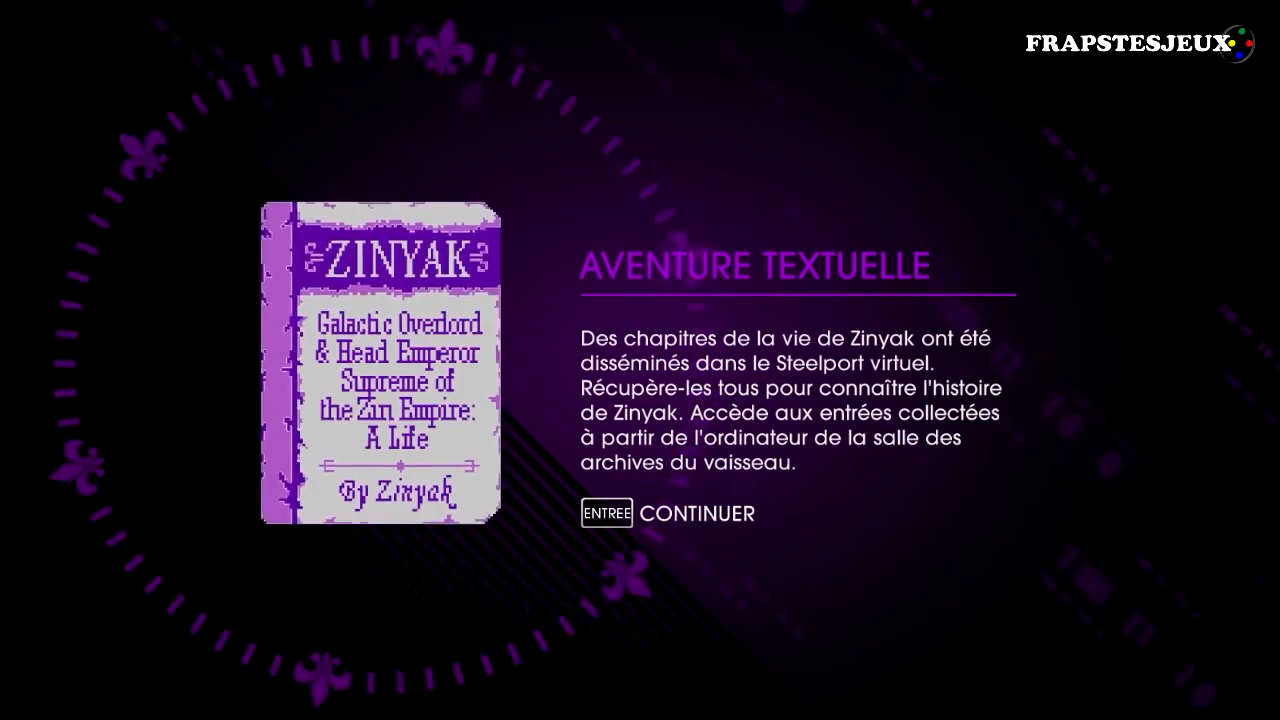 FRAPSTESJEUX
ZINYAK
Galactic Overlord
& Head Emperor
Supreme of
the Zin Empire:
A Life
By Zinyak
AVENTURE TEXTUELLE
Des chapitres de la vie de Zinyak ont été
disséminés dans le Steelport virtuel.
Récupère-les tous pour connaître l'histoire
de Zinyak. Accède aux entrées collectées
à partir de l'ordinateur de la salle des
archives du vaisseau.
ENTREE CONTINUER